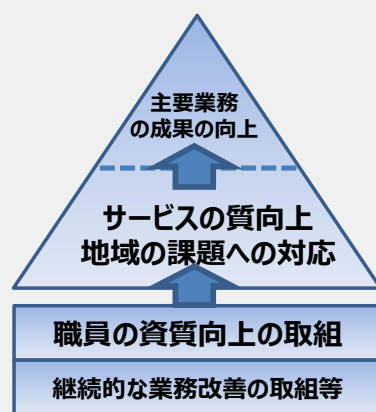 主要業務
の成果の向上
サービスの質向上
地域の課題への対応
職員の資質向上の取組
継続的な業務改善の取組等